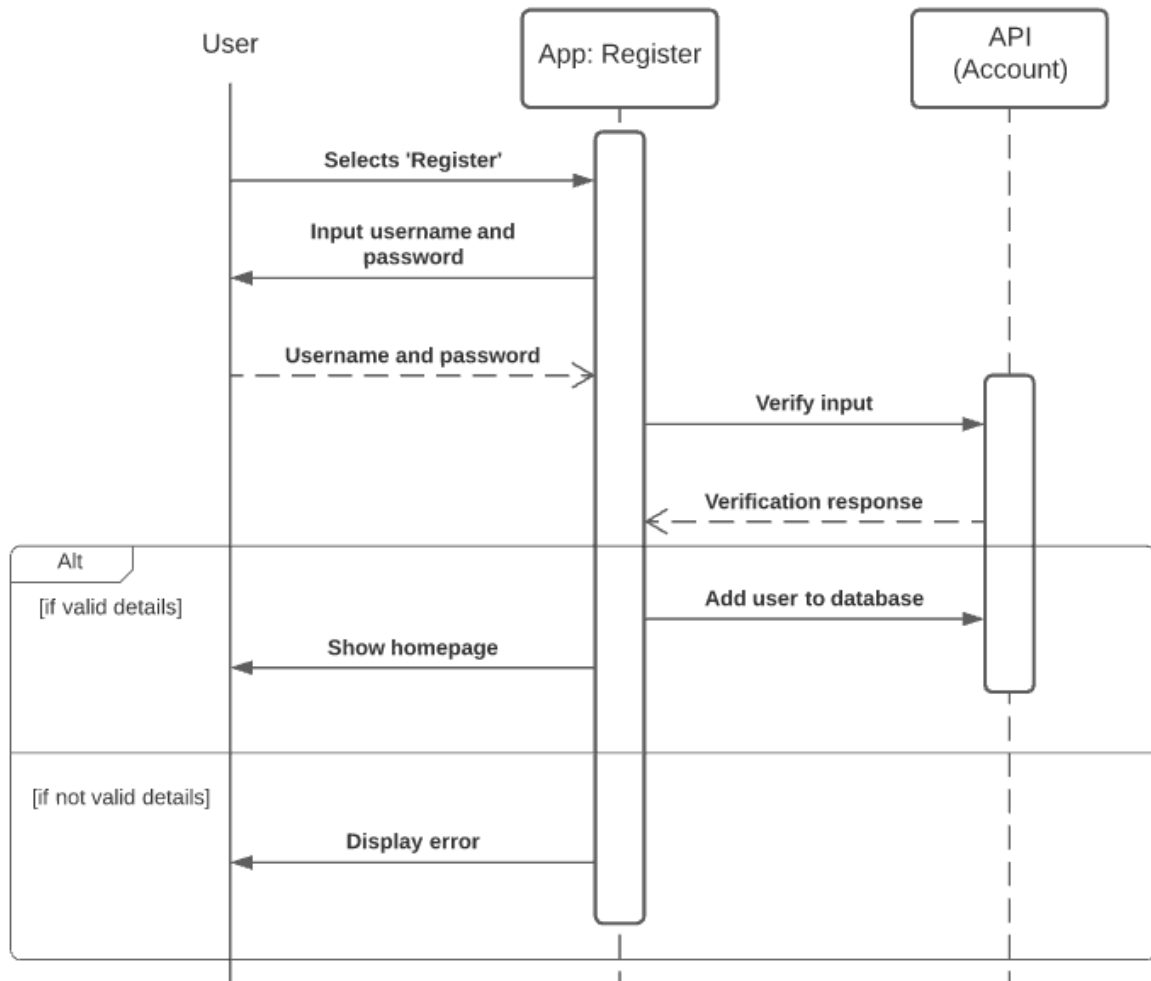 User
App: Register
API
(Account)
Selects 'Register'
Input username and
password
Username and password
Verify input
Verification response
Alt
[if valid details]
Add user to database
Show homepage
[if not valid details]
Display error